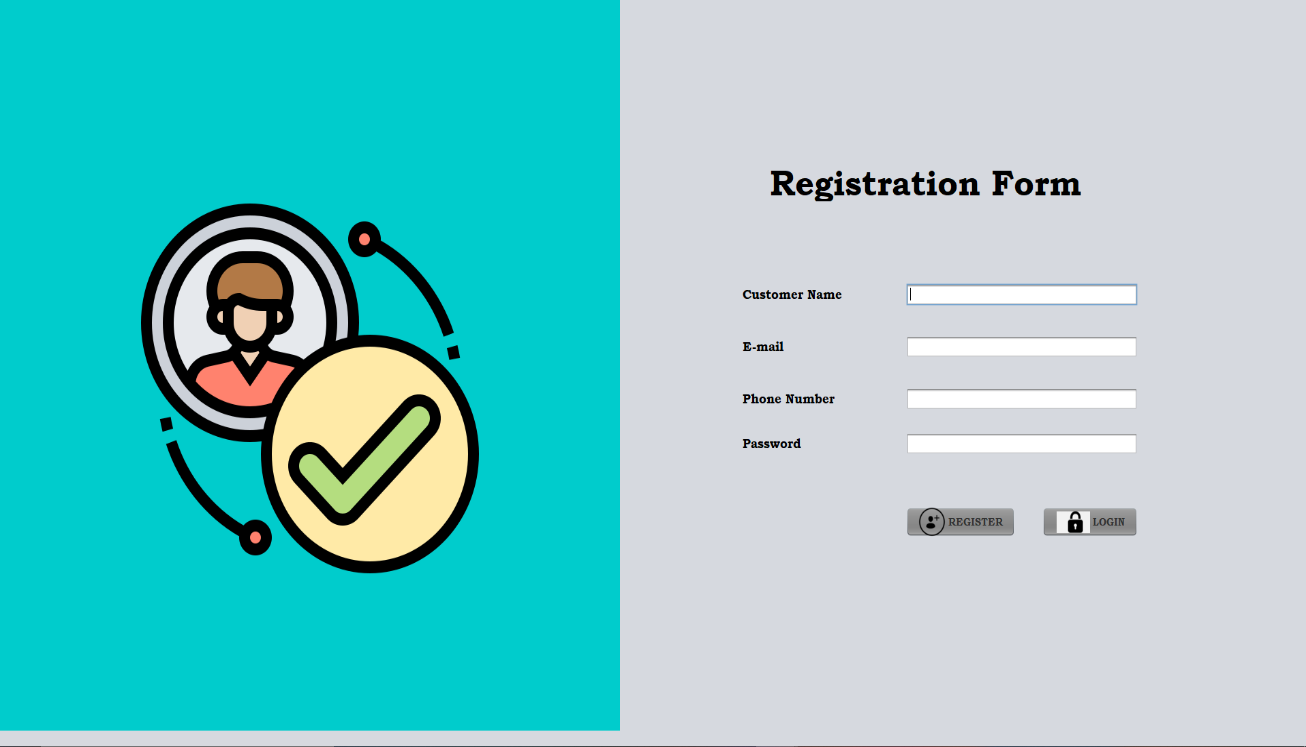 Registration Form
Customer Name
E-mail
Phone Number
Password
REGISTER
LOGIN